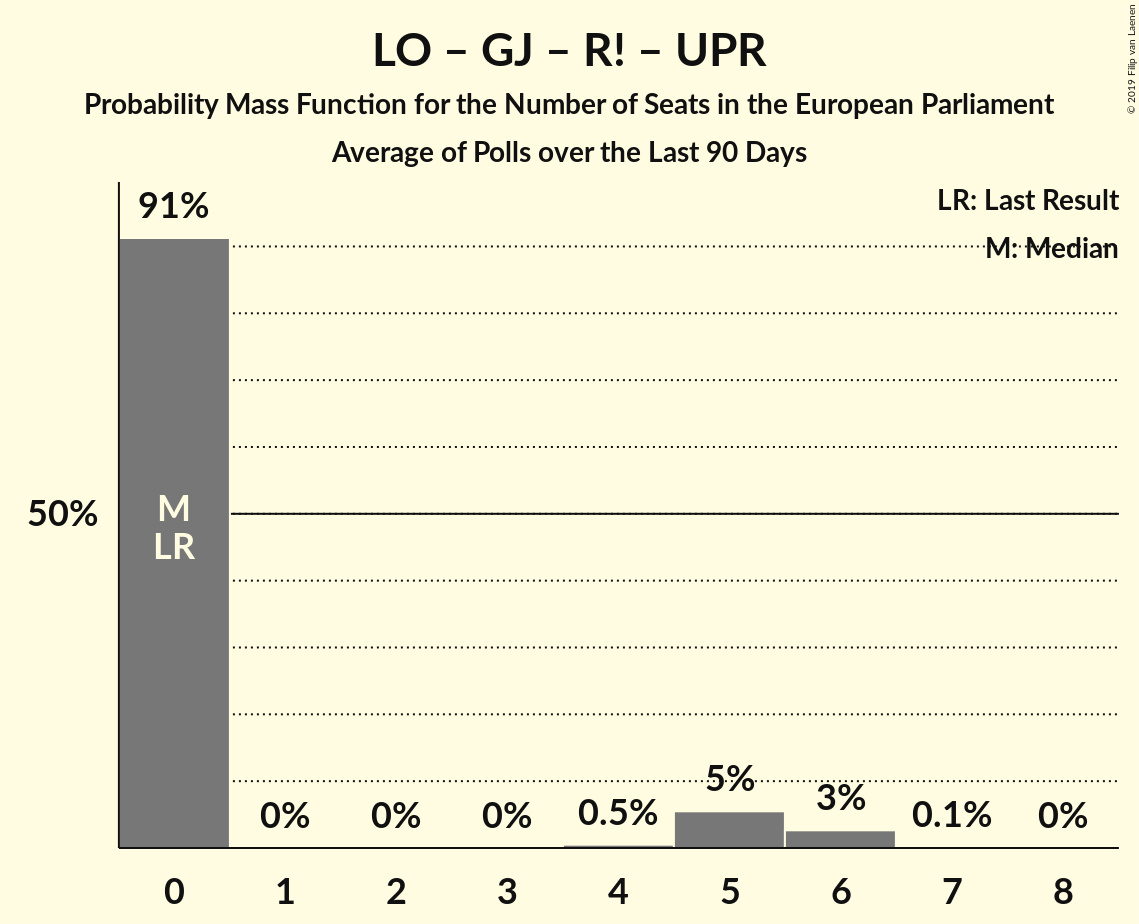 LO – GJ – R! – UPR
Probability Mass Function for the Number of Seats in the European Parliament
Average of Polls over the Last 90 Days
© 2019 Filip van Laenen
LR: Last Result
M: Median
91%
50%
M
LR
0% 0% 0% 0.5% 5% 3% 0.1% 0%
0 1 2 3 4 5 6 7 8